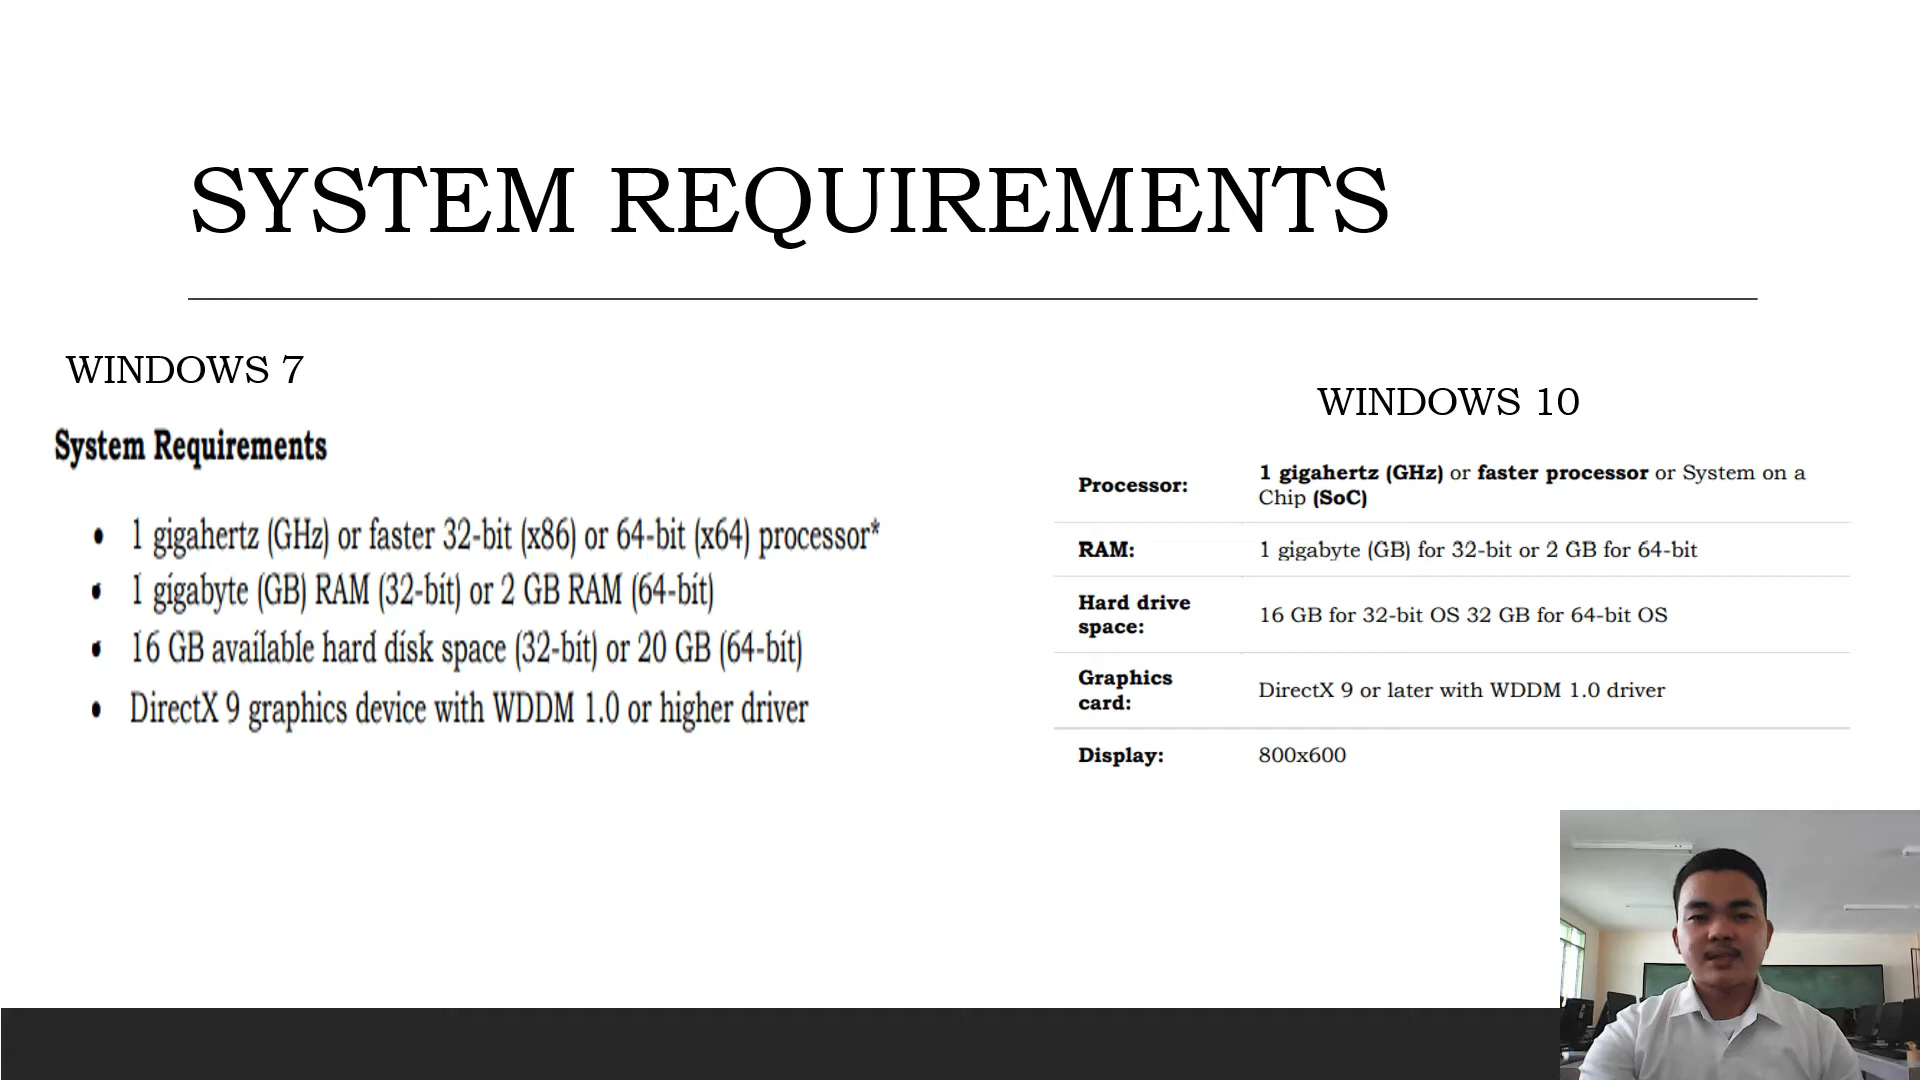 SYSTEM REQUIREMENTS
WINDOWS 7
System Requirements
• 1 gigahertz (GHz) or faster 32-bit (x86) or 64-bit (x64) processor*
• 1 gigabyte (GB) RAM (32-bit) or 2 GB RAM (64-bit)
• 16 GB available hard disk space (32-bit) or 20 GB (64-bit)
• DirectX 9 graphics device with WDDM 1.0 or higher driver
WINDOWS 10
Processor: 1 gigahertz (GHz) or faster processor or System on a
Chip (SoC)
RAM: 1 gigabyte (GB) for 32-bit or 2 GB for 64-bit
Hard drive
space: 16 GB for 32-bit OS 32 GB for 64-bit OS
Graphics
card: DirectX 9 or later with WDDM 1.0 driver
Display: 800x600